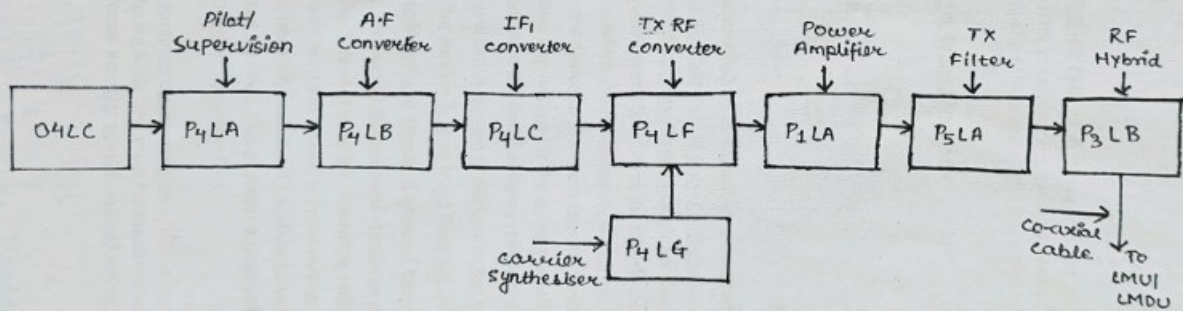 Pilot/
Supervision
A·F
converter
IF₁
converter
TX RF
converter
Power
Amplifier
TX
Filter
RF
Hybrid
O4LC
P4LA
P4LB
P4LC
P4LF
P1LA
P5LA
P3LB
P4LG
carrier
synthesiser
Co-axial
cable
TO
LMU/
LMDU